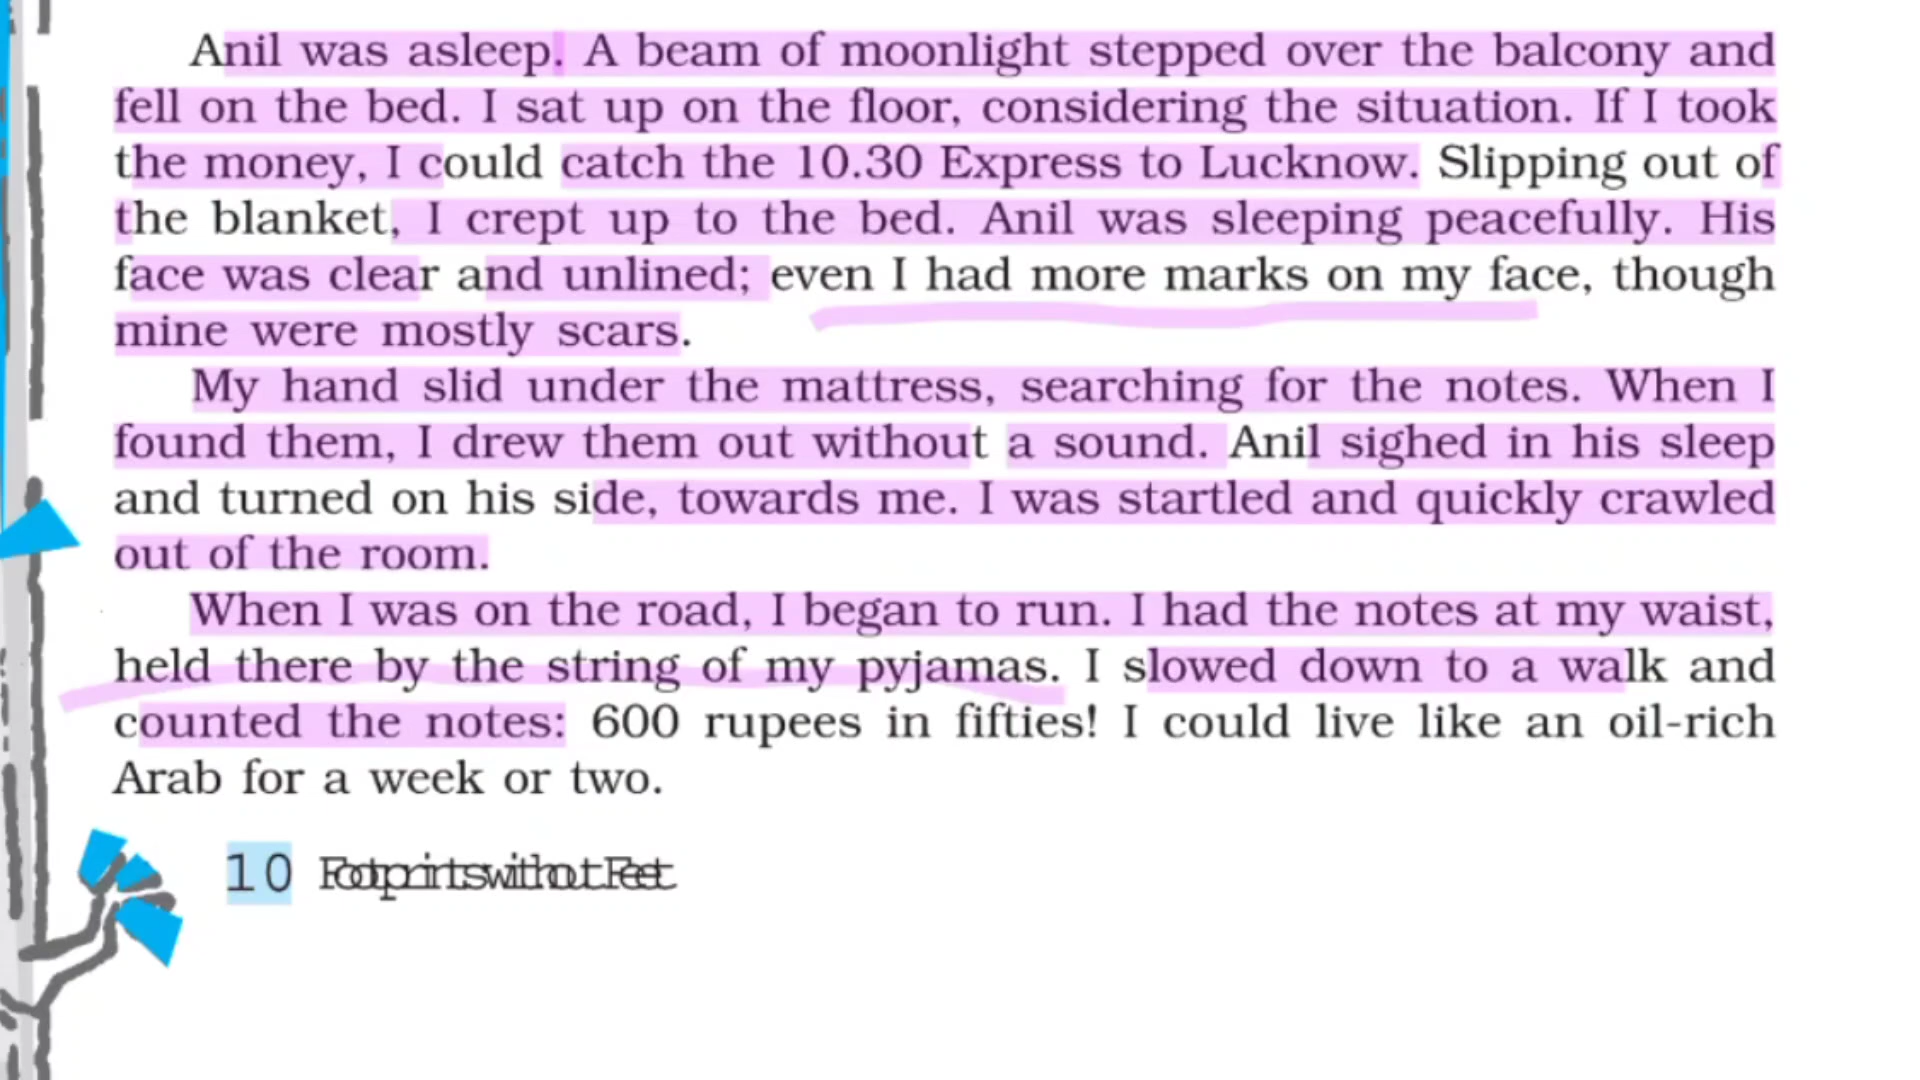 Anil was asleep. A beam of moonlight stepped over the balcony and
fell on the bed. I sat up on the floor, considering the situation. If I took
the money, I could catch the 10.30 Express to Lucknow. Slipping out of
the blanket, I crept up to the bed. Anil was sleeping peacefully. His
face was clear and unlined; even I had more marks on my face, though
mine were mostly scars.
My hand slid under the mattress, searching for the notes. When I
found them, I drew them out without a sound. Anil sighed in his sleep
and turned on his side, towards me. I was startled and quickly crawled
out of the room.
When I was on the road, I began to run. I had the notes at my waist,
held there by the string of my pyjamas. I slowed down to a walk and
counted the notes: 600 rupees in fifties! I could live like an oil-rich
Arab for a week or two.
10 Footprints without Feet